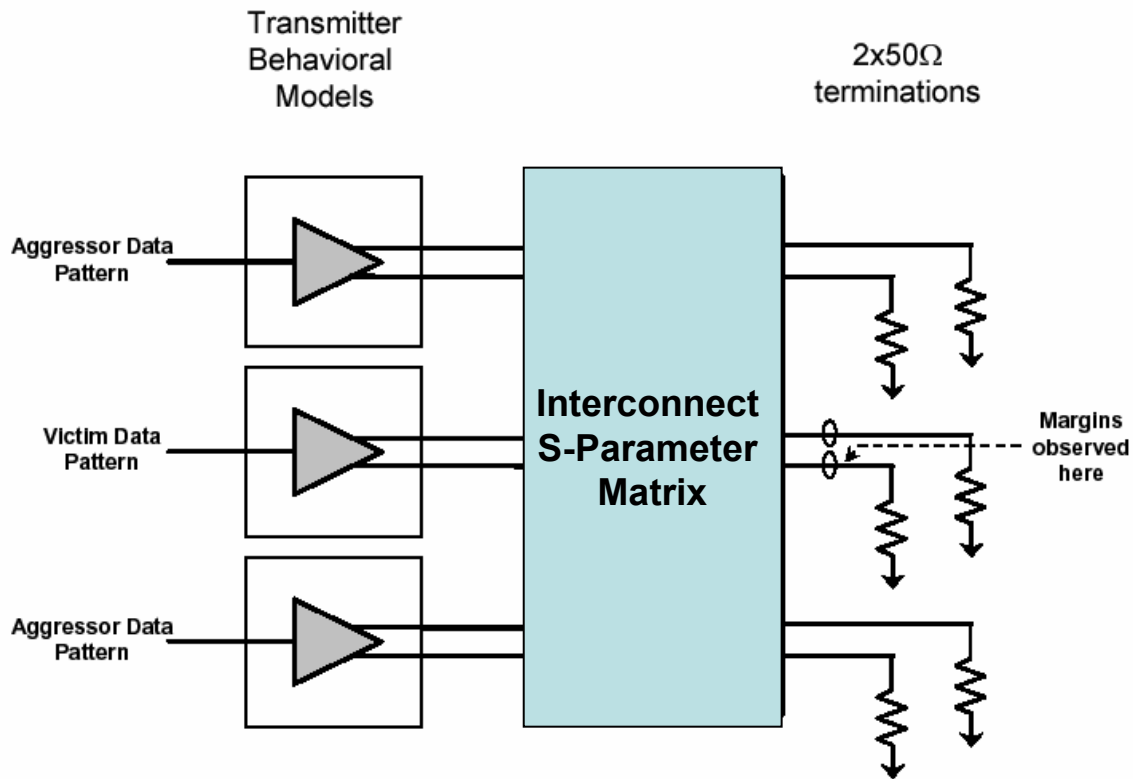 Transmitter
Behavioral
Models
2x50Ω
terminations
Aggressor Data
Pattern
Victim Data
Pattern
Aggressor Data
Pattern
Interconnect
S-Parameter
Matrix
Margins
observed
here